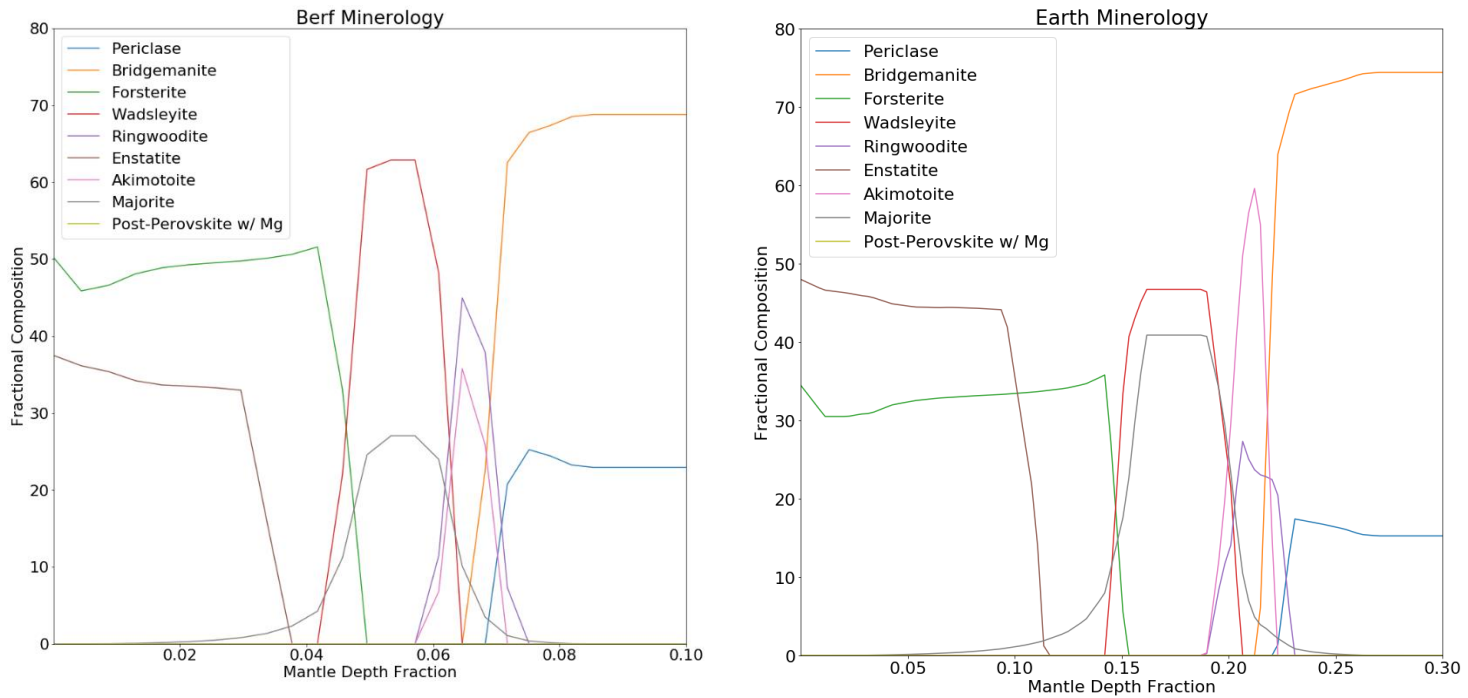 Berf Minerology
80
70
60
50
40
30
20
10
0
Fractional Composition
Periclase
Bridgemanite
Forsterite
Wadsleyite
Ringwoodite
Enstatite
Akimotoite
Majorite
Post-Perovskite w/ Mg
0.02
0.04
0.06
0.08
0.10
Mantle Depth Fraction
Earth Minerology
80
70
60
50
40
30
20
10
0
Fractional Composition
Periclase
Bridgemanite
Forsterite
Wadsleyite
Ringwoodite
Enstatite
Akimotoite
Majorite
Post-Perovskite w/ Mg
0.05
0.10
0.15
0.20
0.25
0.30
Mantle Depth Fraction